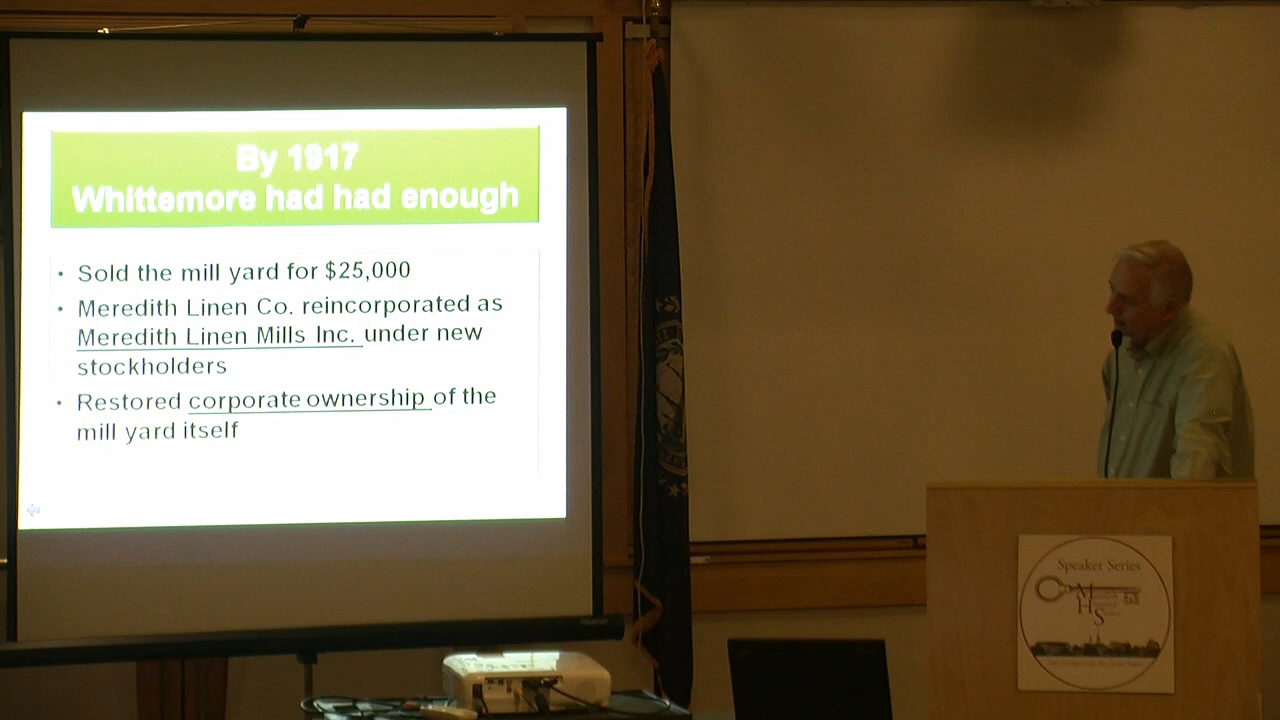 By 1917
Whittemore had had enough
• Sold the mill yard for $25,000
• Meredith Linen Co. reincorporated as
Meredith Linen Mills Inc. under new
stockholders
• Restored corporate ownership of the
mill yard itself
Speaker Series
MHS